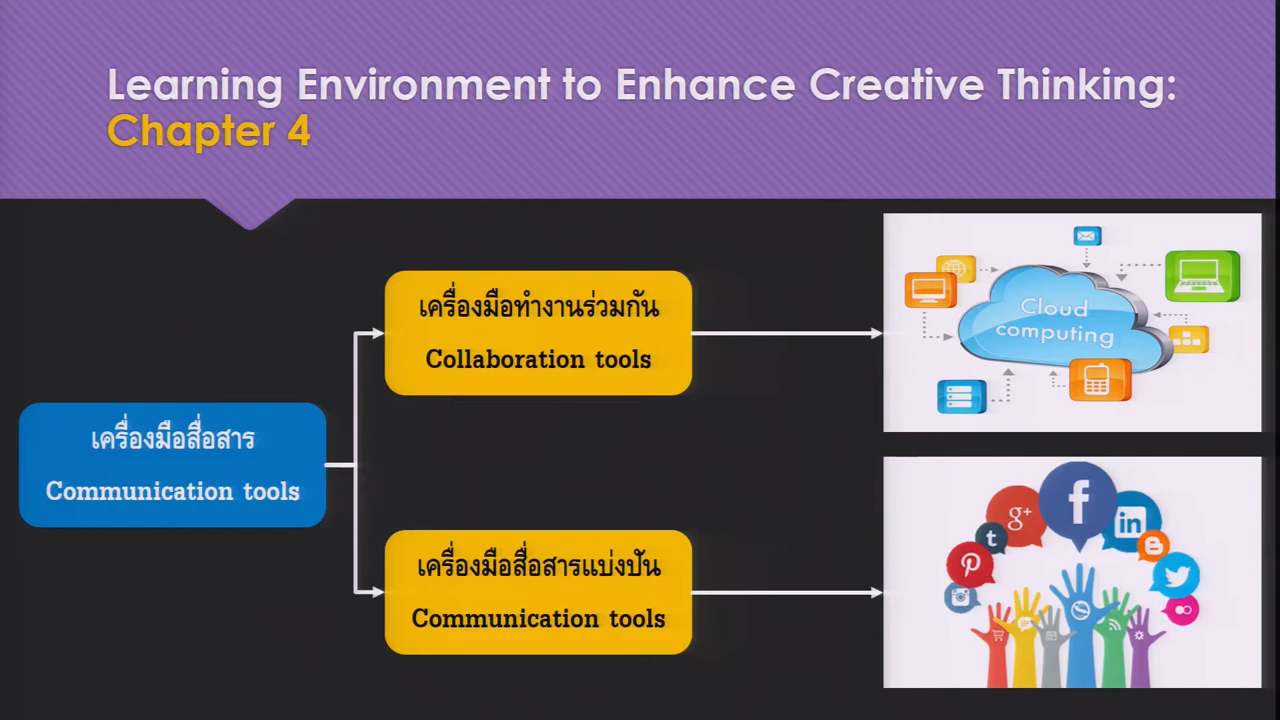 Learning Environment to Enhance Creative Thinking:
Chapter 4
เครื่องมือทำงานร่วมกัน
Collaboration tools
Cloud
computing
เครื่องมือสื่อสาร
Communication tools
เครื่องมือสื่อสารแบ่งปัน
Communication tools
g+
t
f
in